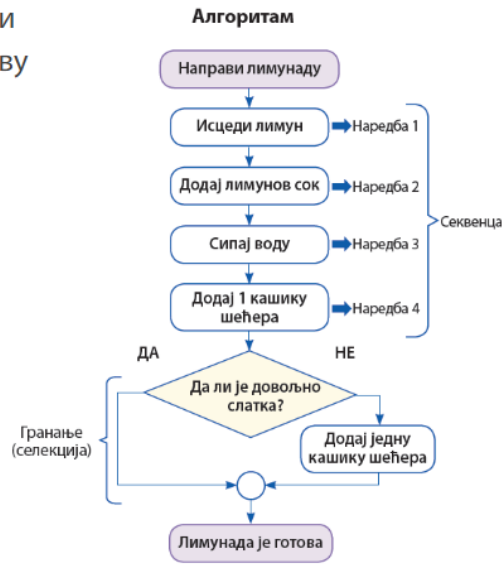 и
ву
Алгоритам
Направи лимунаду
Исцеди лимун
Наредба 1
Додај лимунов сок
Наредба 2
Секвенца
Сипај воду
Наредба 3
Додај 1 кашику
шећера
Наредба 4
ДА
НЕ
Да ли је довољно
слатка?
Гранање
(селекција)
Додај једну
кашику шећера
Лимунада је готова